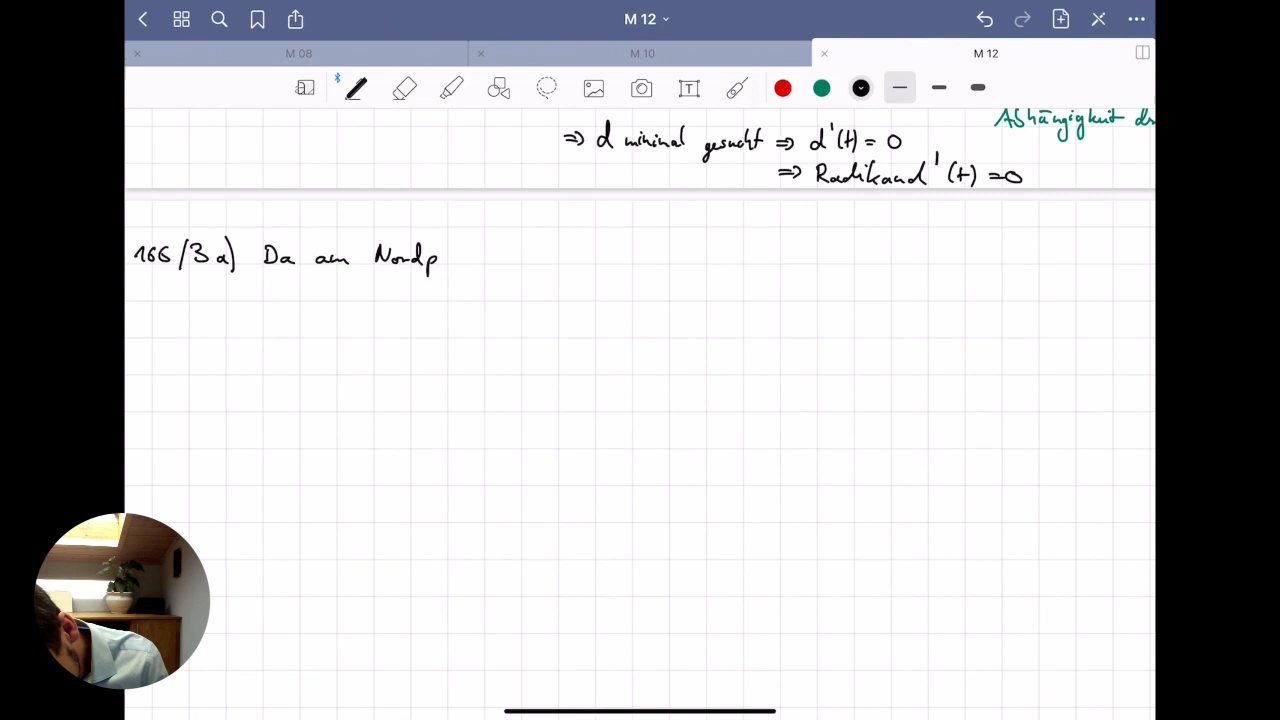 M 12
M 08
M 10
M 12
T
Abhängigkeit
⇒ d minimal gesucht ⇒ d'(t) = 0
⇒ Radikand'(t) = 0
166/3 a) Da am Nordp